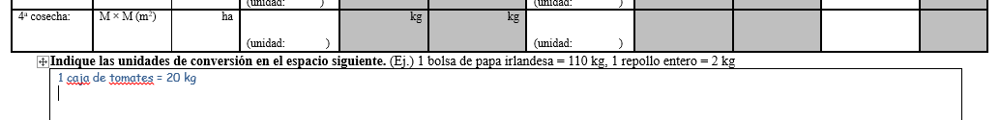 (unidad: ) (unidad: )
4ª cosecha: M × M (m²) ha kg kg
(unidad: ) (unidad: )
Indique las unidades de conversión en el espacio siguiente. (Ej.) 1 bolsa de papa irlandesa = 110 kg, 1 repollo entero = 2 kg
1 caja de tomates = 20 kg